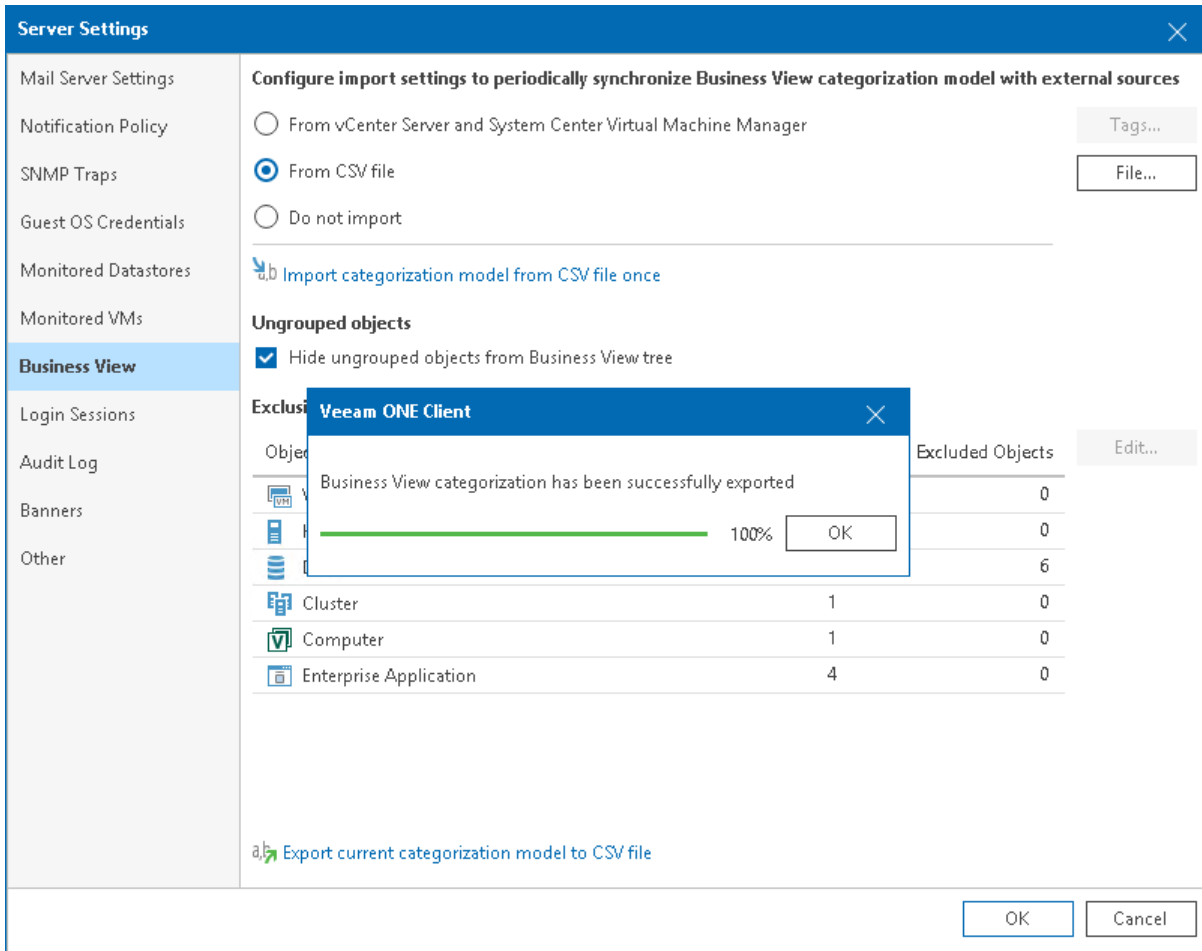 Server Settings
Mail Server Settings
Notification Policy
SNMP Traps
Guest OS Credentials
Monitored Datastores
Monitored VMs
Business View
Login Sessions
Audit Log
Banners
Other
Configure import settings to periodically synchronize Business View categorization model with external sources
From vCenter Server and System Center Virtual Machine Manager
Tags...
From CSV file
File...
Do not import
a,b Import categorization model from CSV file once
Ungrouped objects
Hide ungrouped objects from Business View tree
Veeam ONE Client
Business View categorization has been successfully exported
100% OK
Excluded Objects
Edit...
VM 0
0
6
Cluster 1 0
Computer 1 0
Enterprise Application 4 0
a,b Export current categorization model to CSV file
OK Cancel